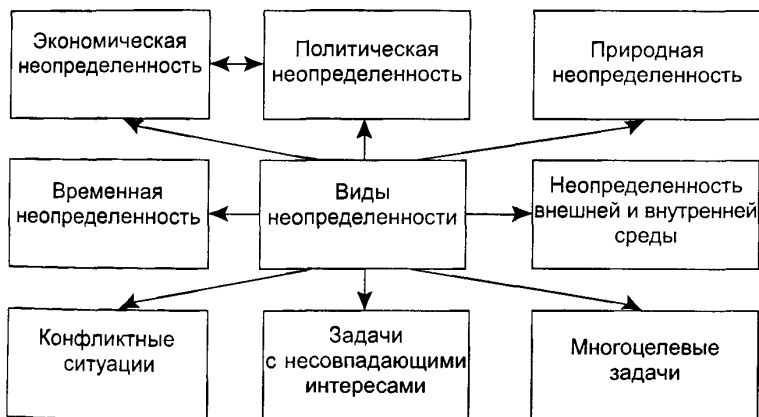 Экономическая
неопределенность
Политическая
неопределенность
Природная
неопределенность
Временная
неопределенность
Виды
неопределенности
Неопределенность
внешней и внутренней
среды
Конфликтные
ситуации
Задачи
с несовпадающими
интересами
Многоцелевые
задачи